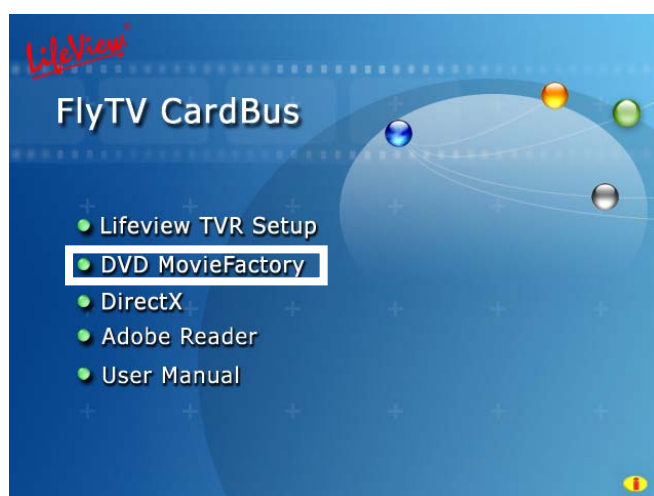 LifeView
FlyTV CardBus
Lifeview TVR Setup
DVD MovieFactory
DirectX
Adobe Reader
User Manual
i